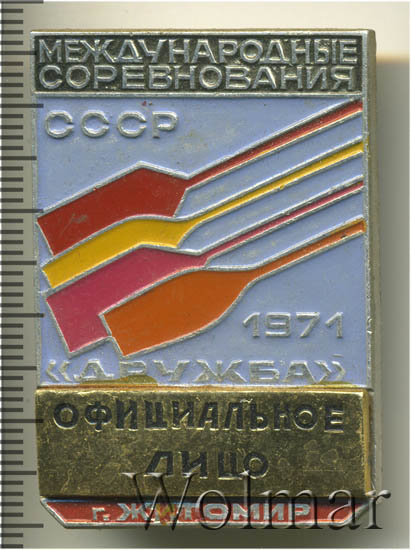 МЕЖДУНАРОДНЫЕ
СОРЕВНОВАНИЯ
СССР
1971
«ДРУЖБА»
ОФИЦИАЛЬНОЕ
ЛИЦО
г. ЖИТОМИР
Wolmar